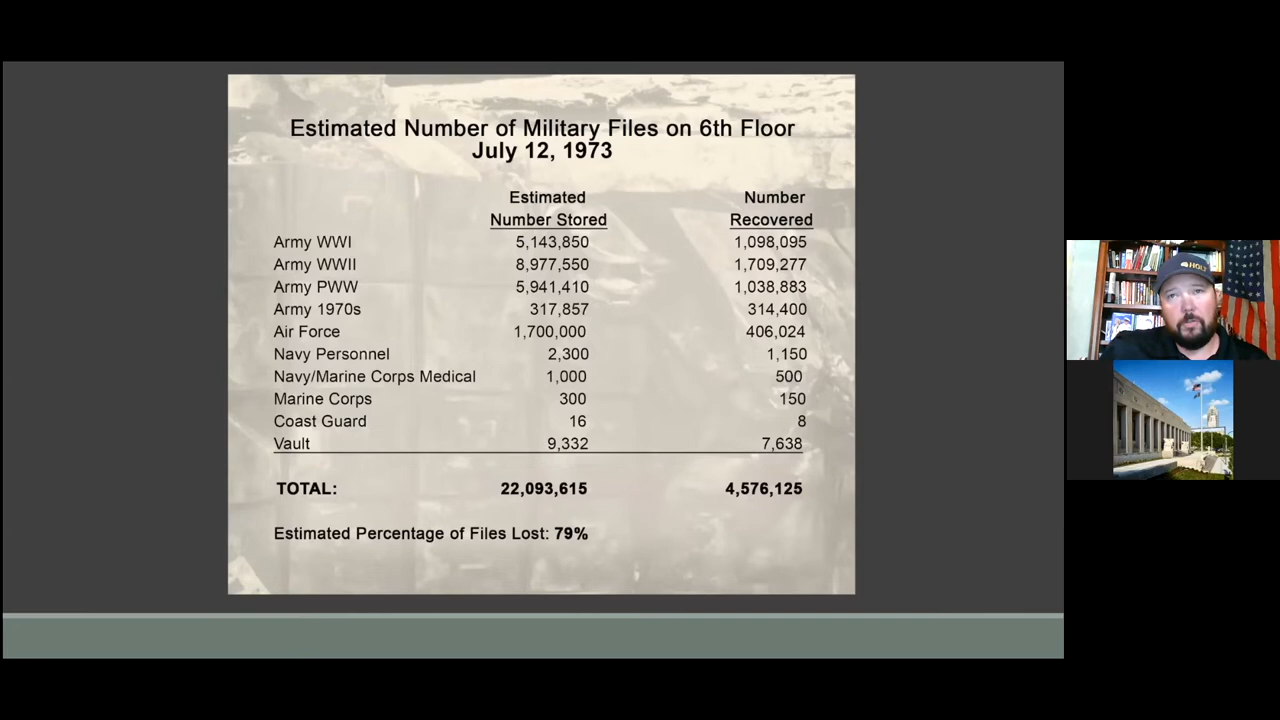 Estimated Number of Military Files on 6th Floor
July 12, 1973
Estimated Number
Number Stored Recovered
Army WWI 5,143,850 1,098,095
Army WWII 8,977,550 1,709,277
Army PWW 5,941,410 1,038,883
Army 1970s 317,857 314,400
Air Force 1,700,000 406,024
Navy Personnel 2,300 1,150
Navy/Marine Corps Medical 1,000 500
Marine Corps 300 150
Coast Guard 16 8
Vault 9,332 7,638
TOTAL: 22,093,615 4,576,125
Estimated Percentage of Files Lost: 79%